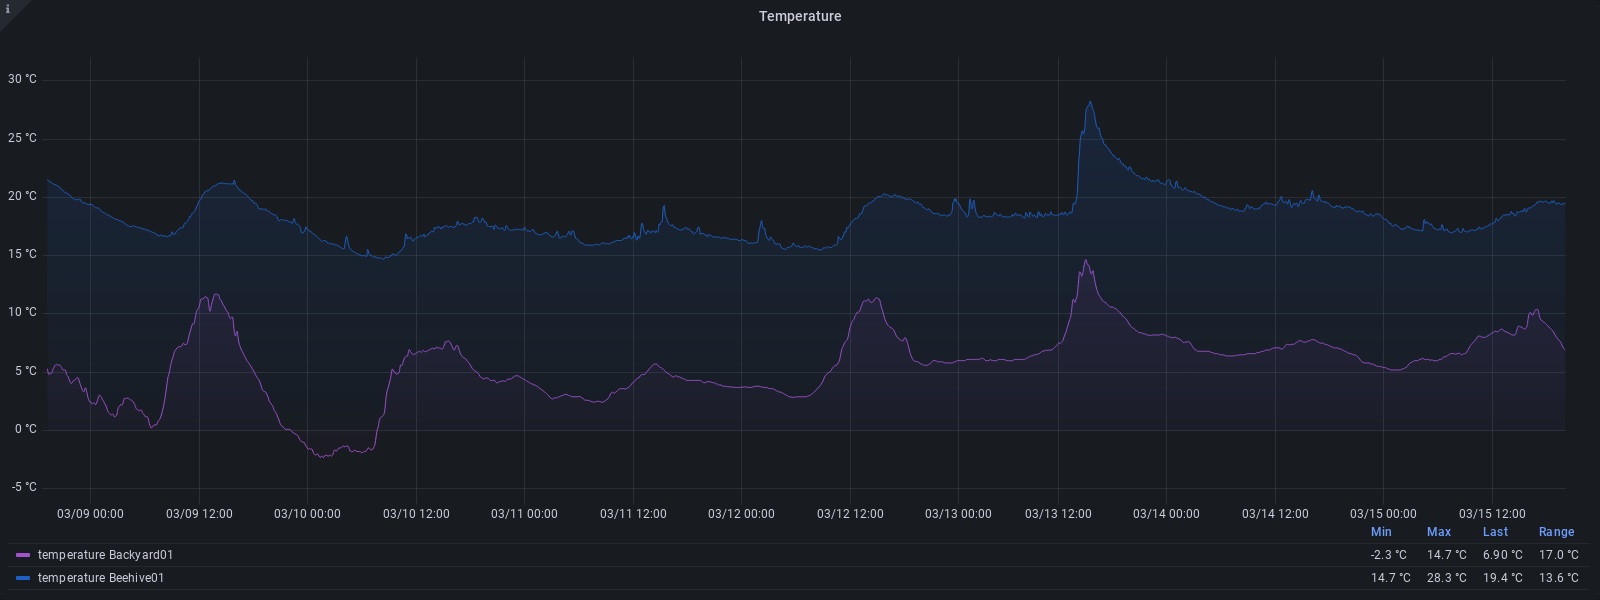 i
Temperature
30 °C
25 °C
20 °C
15 °C
10 °C
5 °C
0 °C
-5 °C
03/09 00:00 03/09 12:00 03/10 00:00 03/10 12:00 03/11 00:00 03/11 12:00 03/12 00:00 03/12 12:00 03/13 00:00 03/13 12:00 03/14 00:00 03/14 12:00 03/15 00:00 03/15 12:00
Min Max Last Range
temperature Backyard01 -2.3 °C 14.7 °C 6.90 °C 17.0 °C
temperature Beehive01 14.7 °C 28.3 °C 19.4 °C 13.6 °C